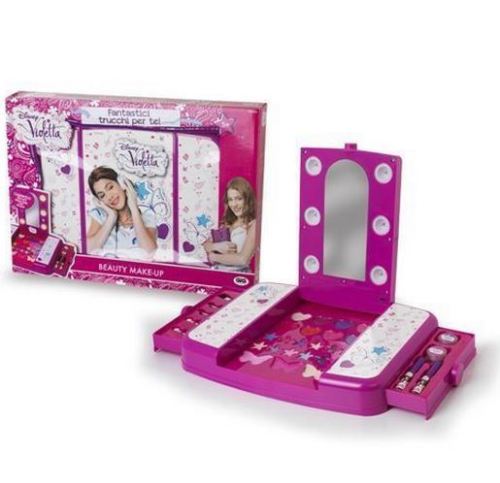 Fantastici
trucchi per te!
Disney
Violetta
Disney
Violetta
BEAUTY MAKE-UP
GIG